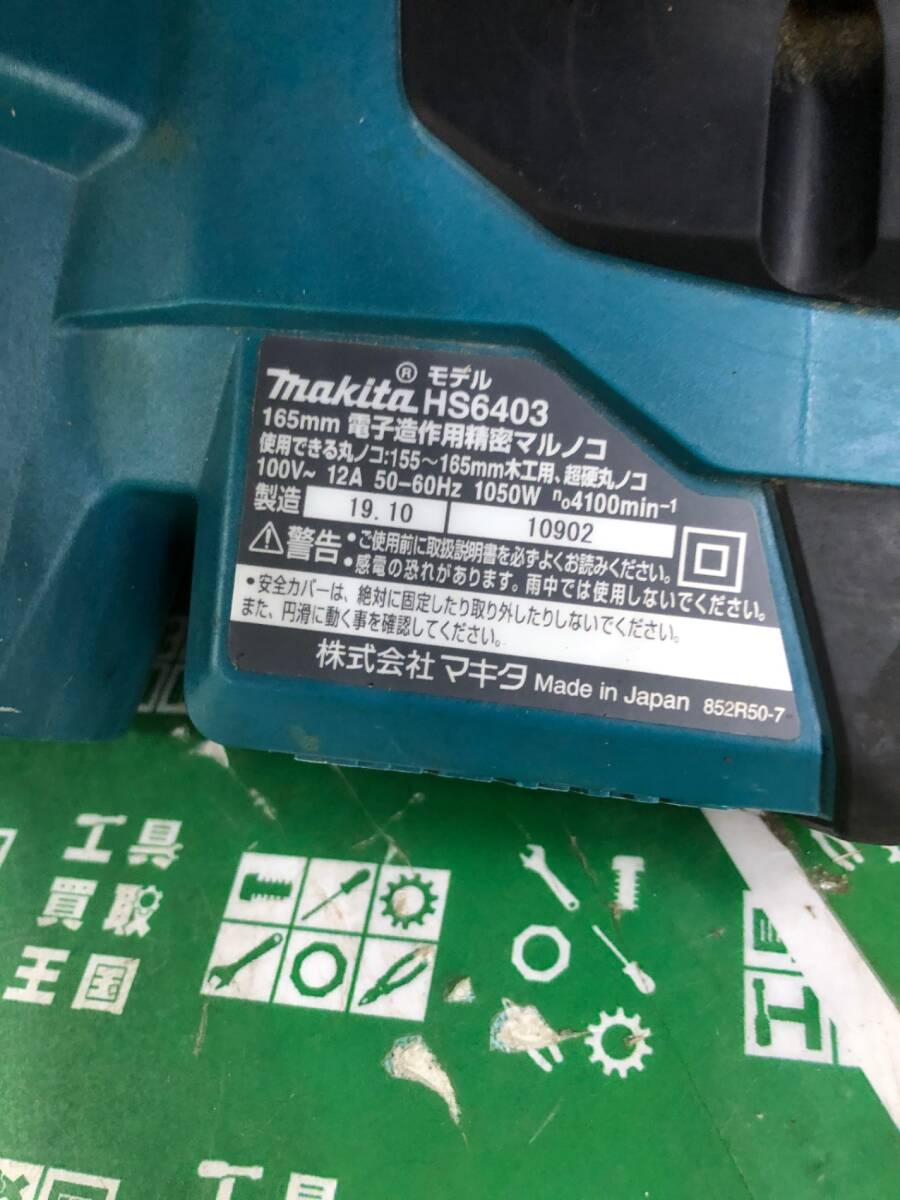 makita® モデル
HS6403
165mm 電子造作用精密マルノコ
使用できる丸ノコ:155～165mm木工用、超硬丸ノコ
100V～ 12A 50-60Hz 1050W n₀4100min⁻¹
製造 19.10 10902
⚠警告 •ご使用前に取扱説明書を必ずよくお読みください。
•感電の恐れがあります。雨中では使用しないでください。
•安全カバーは、絶対に固定したり取り外したりしないでください。
また、円滑に動く事を確認してください。
株式会社 マキタ Made in Japan 852R50-7
工具
買取
王国